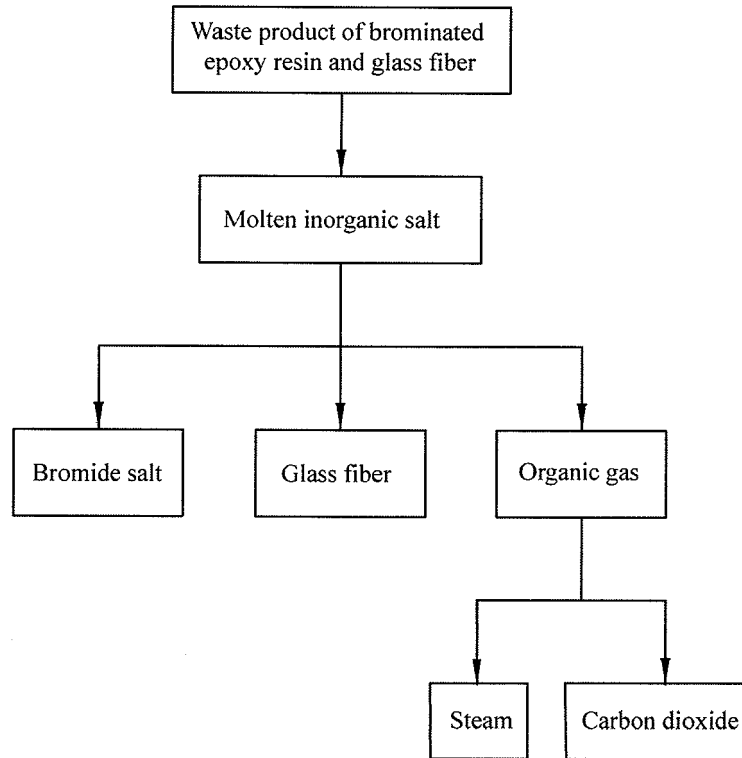 Waste product of brominated
epoxy resin and glass fiber
Molten inorganic salt
Bromide salt
Glass fiber
Organic gas
Steam
Carbon dioxide